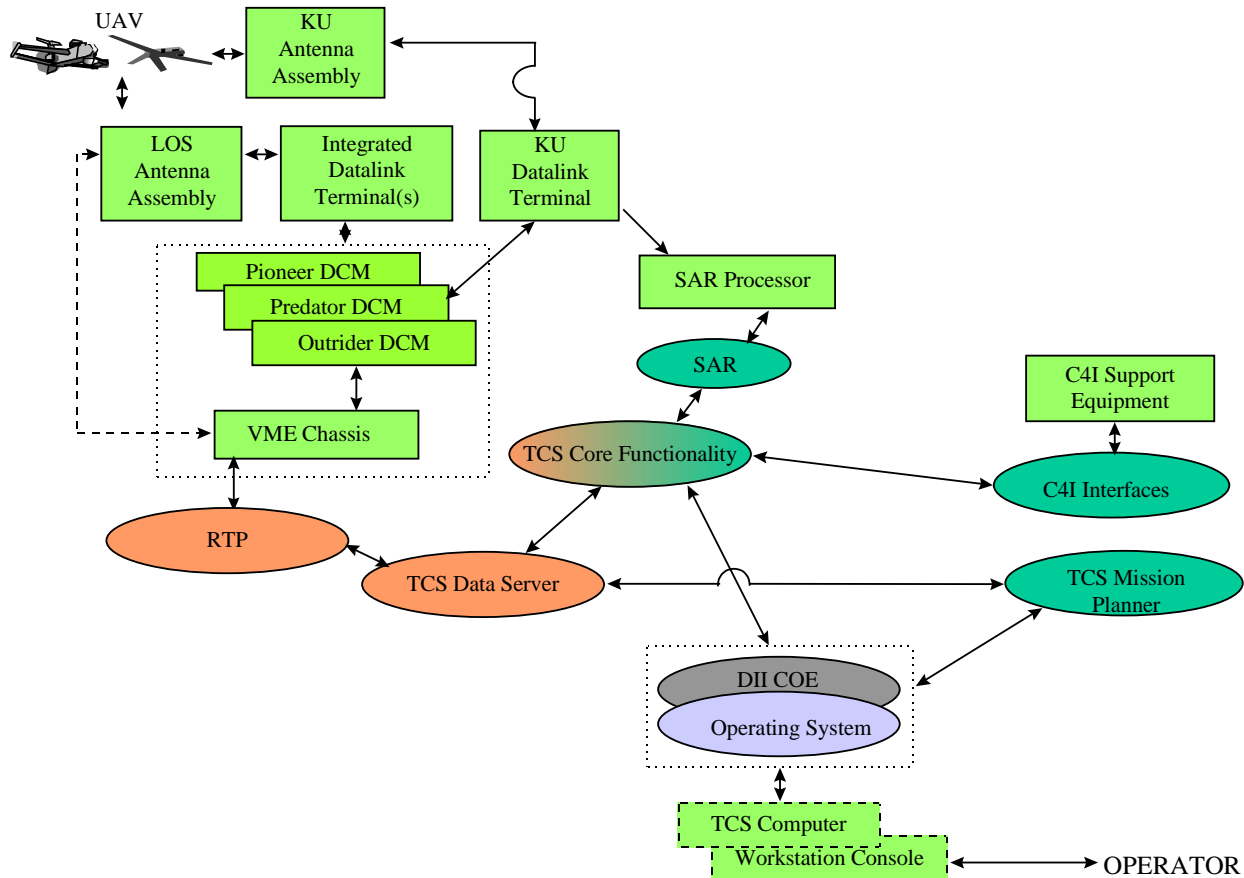 UAV
KU
Antenna
Assembly
LOS
Antenna
Assembly
Integrated
Datalink
Terminal(s)
KU
Datalink
Terminal
Pioneer DCM
Predator DCM
Outrider DCM
VME Chassis
SAR Processor
SAR
C4I Support
Equipment
TCS Core Functionality
C4I Interfaces
RTP
TCS Data Server
TCS Mission
Planner
DII COE
Operating System
TCS Computer
Workstation Console
OPERATOR